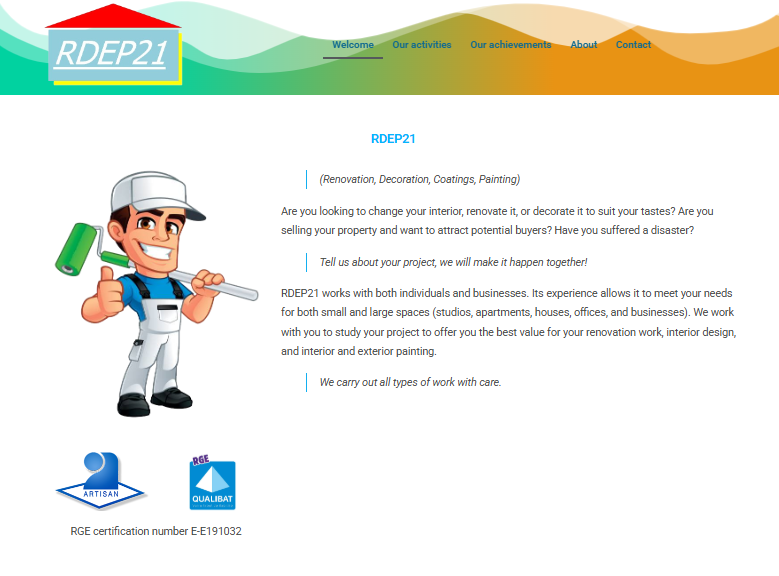 RDEP21
Welcome Our activities Our achievements About Contact
RDEP21
(Renovation, Decoration, Coatings, Painting)
Are you looking to change your interior, renovate it, or decorate it to suit your tastes? Are you
selling your property and want to attract potential buyers? Have you suffered a disaster?
Tell us about your project, we will make it happen together!
RDEP21 works with both individuals and businesses. Its experience allows it to meet your needs
for both small and large spaces (studios, apartments, houses, offices, and businesses). We work
with you to study your project to offer you the best value for your renovation work, interior design,
and interior and exterior painting.
We carry out all types of work with care.
ARTISAN
RGE
QUALIBAT
RGE certification number E-E191032